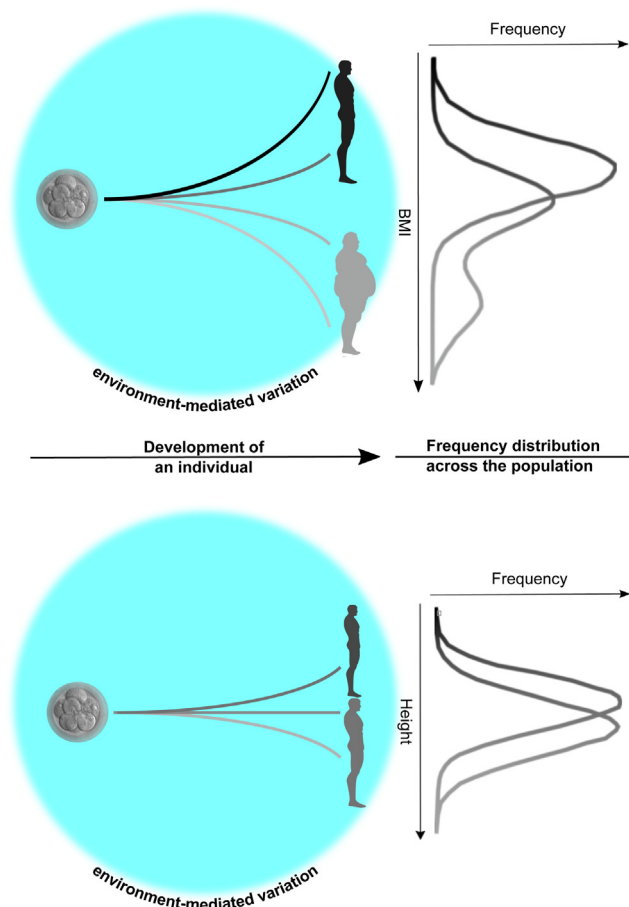 Frequency
BMI
environment-mediated variation
Development of
an individual
Frequency distribution
across the population
Frequency
Height
environment-mediated variation